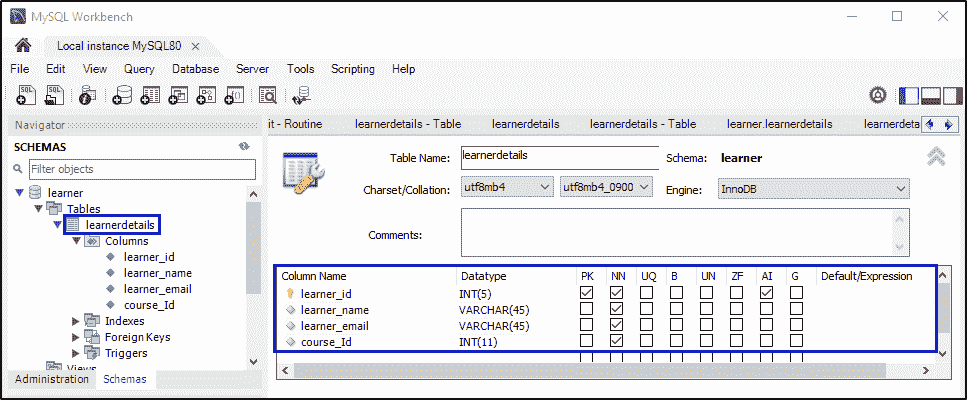 MySQL Workbench
Local instance MySQL80
File Edit View Query Database Server Tools Scripting Help
Navigator
SCHEMAS
Filter objects
learner
Tables
learnerdetails
Columns
learner_id
learner_name
learner_email
course_Id
Indexes
Foreign Keys
Triggers
Views
Administration Schemas
it - Routine learnerdetails - Table learnerdetails learnerdetails - Table learner.learnerdetails learnerdeta
Table Name: learnerdetails Schema: learner
Charset/Collation: utf8mb4 utf8mb4_0900 Engine: InnoDB
Comments:
Column Name Datatype PK NN UQ B UN ZF AI G Default/Expression
learner_id INT(5)
learner_name VARCHAR(45)
learner_email VARCHAR(45)
course_Id INT(11)